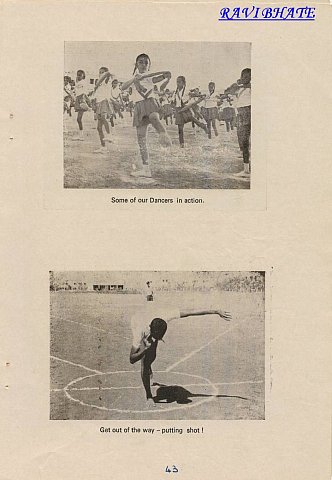 RAVIBHATE
Some of our Dancers in action.
Get out of the way – putting shot !
43